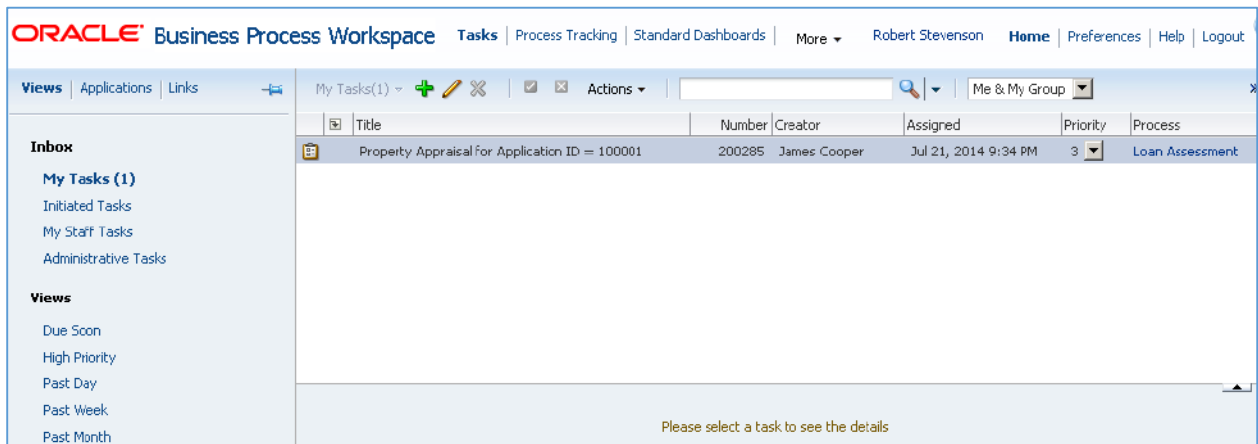 ORACLE Business Process Workspace Tasks Process Tracking Standard Dashboards More Robert Stevenson Home Preferences Help Logout
Views Applications Links My Tasks(1) Actions Me & My Group
Title Number Creator Assigned Priority Process
Inbox Property Appraisal for Application ID = 100001 200285 James Cooper Jul 21, 2014 9:34 PM 3 Loan Assessment
My Tasks (1)
Initiated Tasks
My Staff Tasks
Administrative Tasks
Views
Due Soon
High Priority
Past Day
Past Week
Past Month Please select a task to see the details